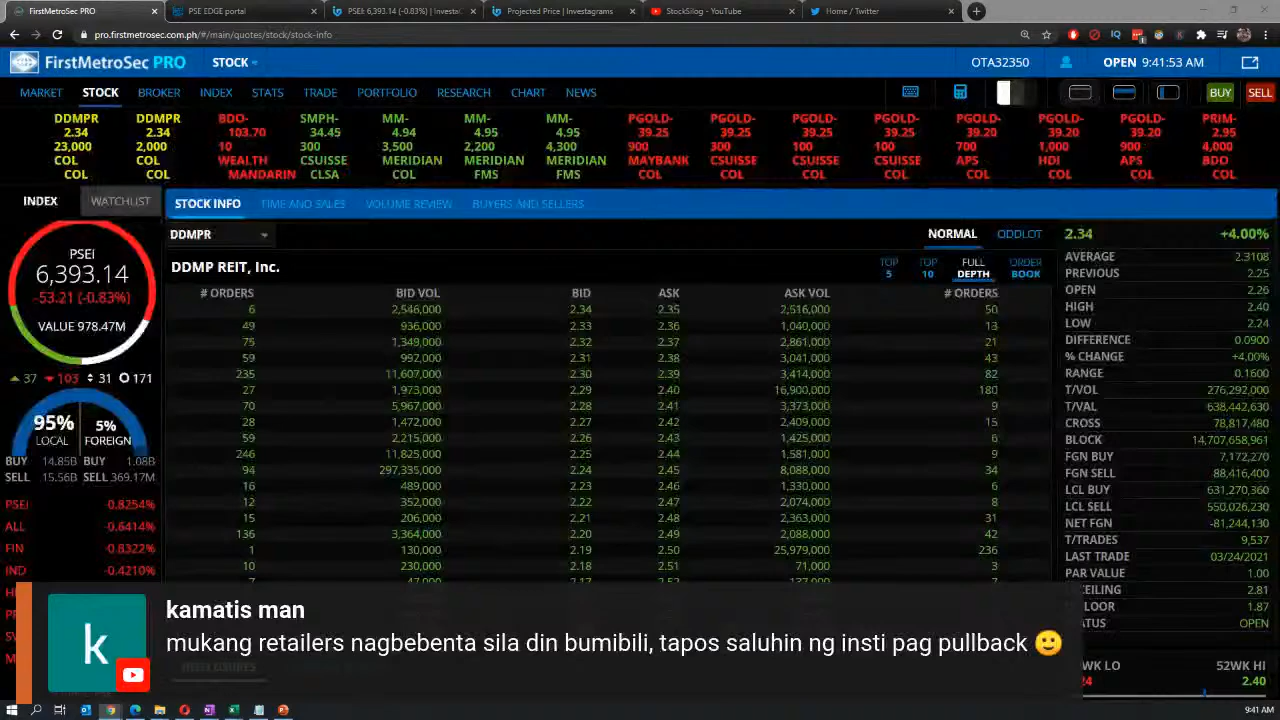 FirstMetroSec PRO
PSE EDGE portal
PSEi: 6,393.14 (-0.83%) | Investa
Projected Price | Investagrams
StockSilog - YouTube
Home / Twitter
pro.firstmetrosec.com.ph/#/main/quotes/stock/stock-info
FirstMetroSec PRO STOCK OTA32350 OPEN 9:41:53 AM
MARKET STOCK BROKER INDEX STATS TRADE PORTFOLIO RESEARCH CHART NEWS BUY SELL
DDMPR DDMPR BDO- SMPH- MM- MM- MM- PGOLD- PGOLD- PGOLD- PGOLD- PGOLD- PGOLD- PGOLD- PRIM-
2.34 2.34 103.70 34.45 4.94 4.95 4.95 39.25 39.25 39.25 39.25 39.20 39.20 39.20 2.95
23,000 2,000 10 300 3,500 2,200 4,300 900 300 100 100 700 1,000 900 4,000
COL COL WEALTH CSUISSE MERIDIAN MERIDIAN MERIDIAN MAYBANK CSUISSE CSUISSE CSUISSE APS HDI APS BDO
COL COL MANDARIN CLSA COL FMS FMS COL COL COL COL COL COL COL COL
INDEX WATCHLIST
STOCK INFO TIME AND SALES VOLUME REVIEW BUYERS AND SELLERS
PSEI
6,393.14
-53.21 (-0.83%)
VALUE 978.47M
37 103 31 171
95% LOCAL
5% FOREIGN
BUY 14.85B BUY 1.08B
SELL 15.56B SELL 369.17M
PSEI -0.8254%
ALL -0.6414%
FIN -0.8322%
IND -0.4210%
DDMPR NORMAL ODDLOT
DDMP REIT, Inc. TOP 5 TOP 10 FULL DEPTH ORDER BOOK
# ORDERS BID VOL BID ASK ASK VOL # ORDERS
6 2,546,000 2.34 2.35 2,516,000 50
49 936,000 2.33 2.36 1,040,000 13
75 1,349,000 2.32 2.37 2,861,000 21
59 992,000 2.31 2.38 3,041,000 43
235 11,607,000 2.30 2.39 3,414,000 82
27 1,973,000 2.29 2.40 16,900,000 180
70 5,967,000 2.28 2.41 3,373,000 9
28 1,472,000 2.27 2.42 2,409,000 15
59 2,215,000 2.26 2.43 1,425,000 6
246 11,825,000 2.25 2.44 1,581,000 9
94 297,335,000 2.24 2.45 8,088,000 34
16 489,000 2.23 2.46 1,330,000 6
12 352,000 2.22 2.47 2,074,000 8
15 206,000 2.21 2.48 2,363,000 31
136 3,364,000 2.20 2.49 2,088,000 42
1 130,000 2.19 2.50 25,979,000 236
10 230,000 2.18 2.51 71,000 3
2.34 +4.00%
AVERAGE 2.3108
PREVIOUS 2.25
OPEN 2.26
HIGH 2.40
LOW 2.24
DIFFERENCE 0.0900
% CHANGE +4.00%
RANGE 0.1600
T/VOL 276,292,000
T/VAL 638,442,630
CROSS 78,817,480
BLOCK 14,707,658,961
FGN BUY 7,172,270
FGN SELL 88,416,400
LCL BUY 631,270,360
LCL SELL 550,026,230
NET FGN -81,244,130
T/TRADES 9,537
LAST TRADE 03/24/2021
PAR VALUE 1.00
2.81
1.87
OPEN
52WK HI
2.40
k
kamatis man
mukang retailers nagbebenta sila din bumibili, tapos saluhin ng insti pag pullback 🙂
9:41 AM